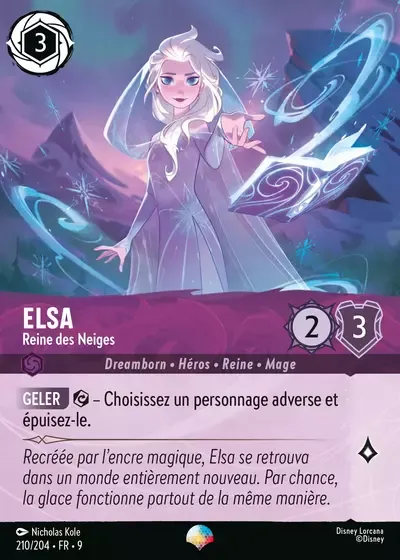 3
ELSA
Reine des Neiges
2
3
Dreamborn • Héros • Reine • Mage
GELER – Choisissez un personnage adverse et
épuisez-le.
Recréée par l'encre magique, Elsa se retrouva
dans un monde entièrement nouveau. Par chance,
la glace fonctionne partout de la même manière.
Nicholas Kole
210/204 • FR • 9
Disney Lorcana
©Disney